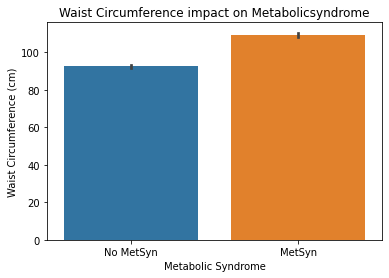 Waist Circumference impact on Metabolicsyndrome
Waist Circumference (cm)
100
80
60
40
20
0
No MetSyn
MetSyn
Metabolic Syndrome